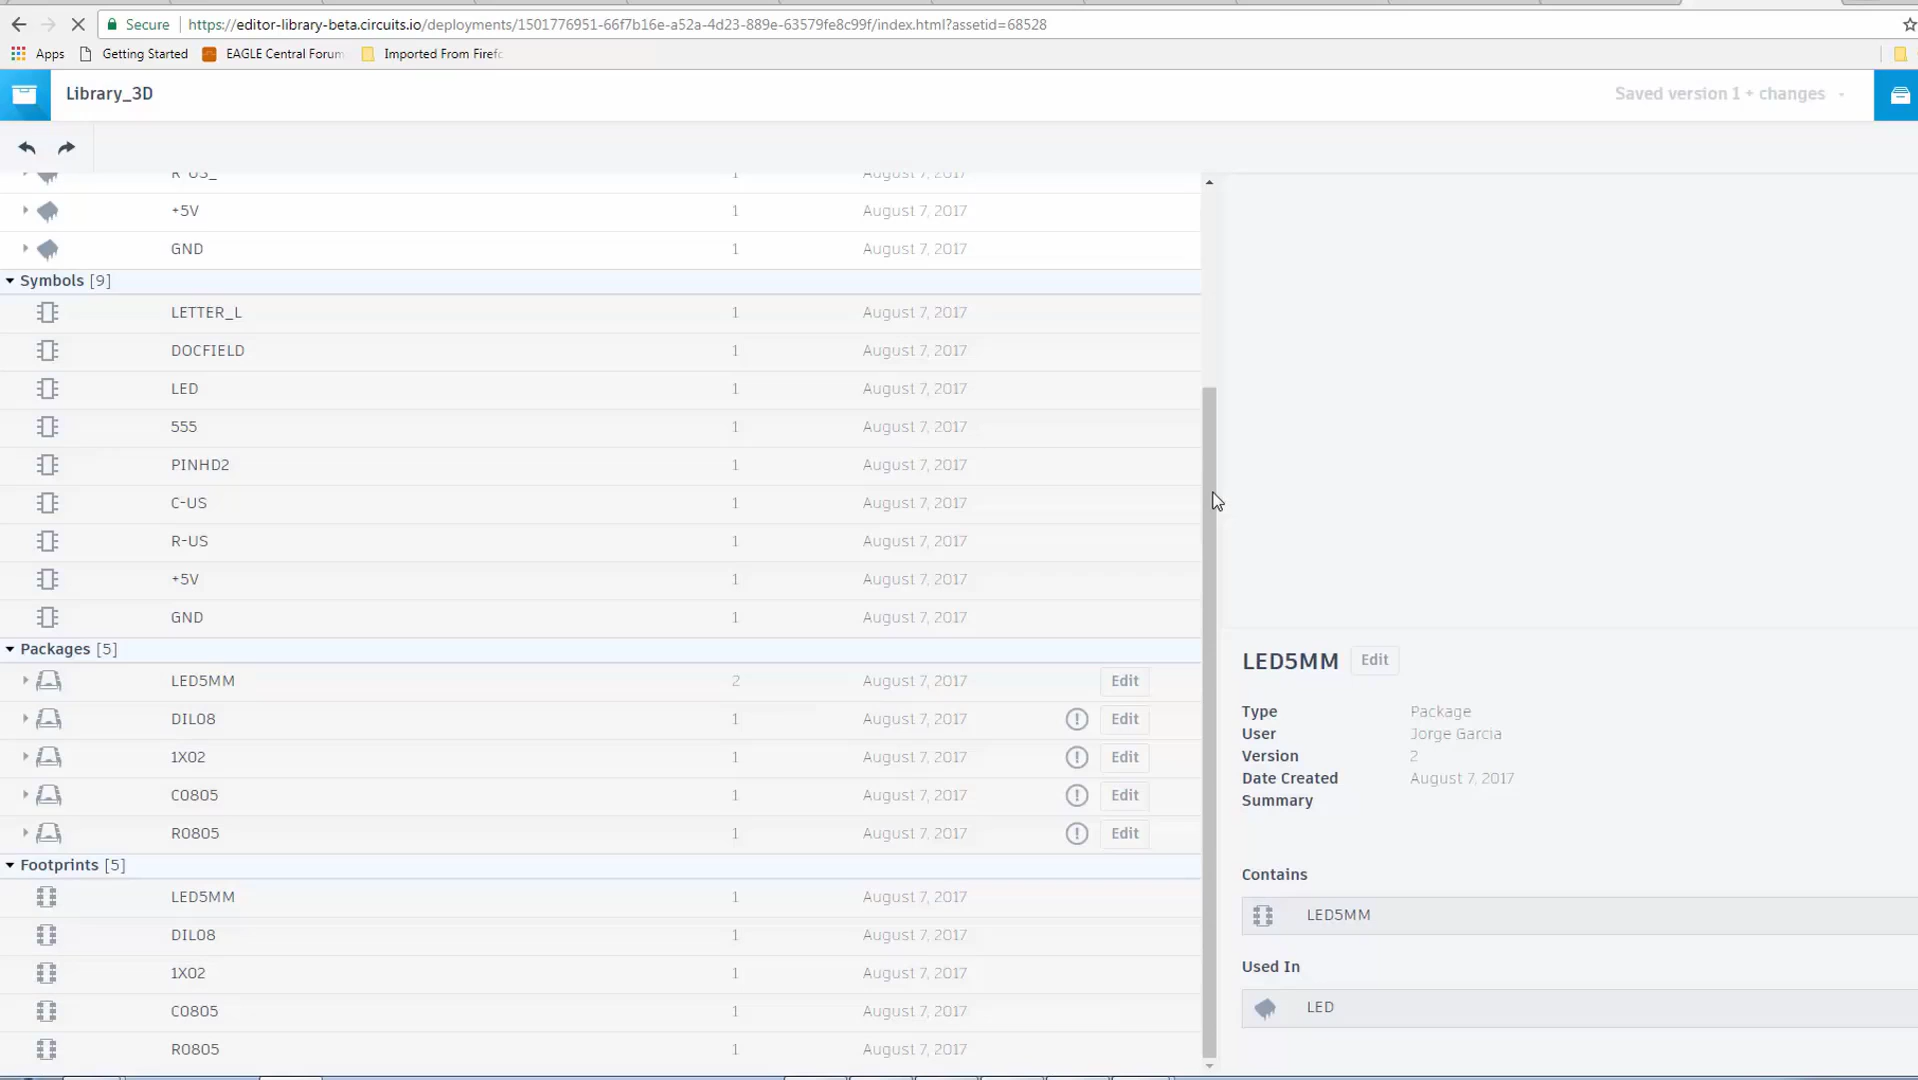 Secure https://editor-library-beta.circuits.io/deployments/1501776951-66f7b16e-a52a-4d23-889e-63579fe8c99f/index.html?assetid=68528
Apps Getting Started EAGLE Central Forum Imported From Firefo
Library_3D Saved version 1 + changes
R-US_ 1 August 7, 2017
+5V 1 August 7, 2017
GND 1 August 7, 2017
Symbols [9]
LETTER_L 1 August 7, 2017
DOCFIELD 1 August 7, 2017
LED 1 August 7, 2017
555 1 August 7, 2017
PINHD2 1 August 7, 2017
C-US 1 August 7, 2017
R-US 1 August 7, 2017
+5V 1 August 7, 2017
GND 1 August 7, 2017
Packages [5]
LED5MM 2 August 7, 2017 Edit
DIL08 1 August 7, 2017 Edit
1X02 1 August 7, 2017 Edit
C0805 1 August 7, 2017 Edit
R0805 1 August 7, 2017 Edit
Footprints [5]
LED5MM 1 August 7, 2017
DIL08 1 August 7, 2017
1X02 1 August 7, 2017
C0805 1 August 7, 2017
R0805 1 August 7, 2017
LED5MM Edit
Type Package
User Jorge Garcia
Version 2
Date Created August 7, 2017
Summary
Contains
LED5MM
Used In
LED